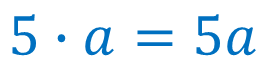 5 · a = 5a